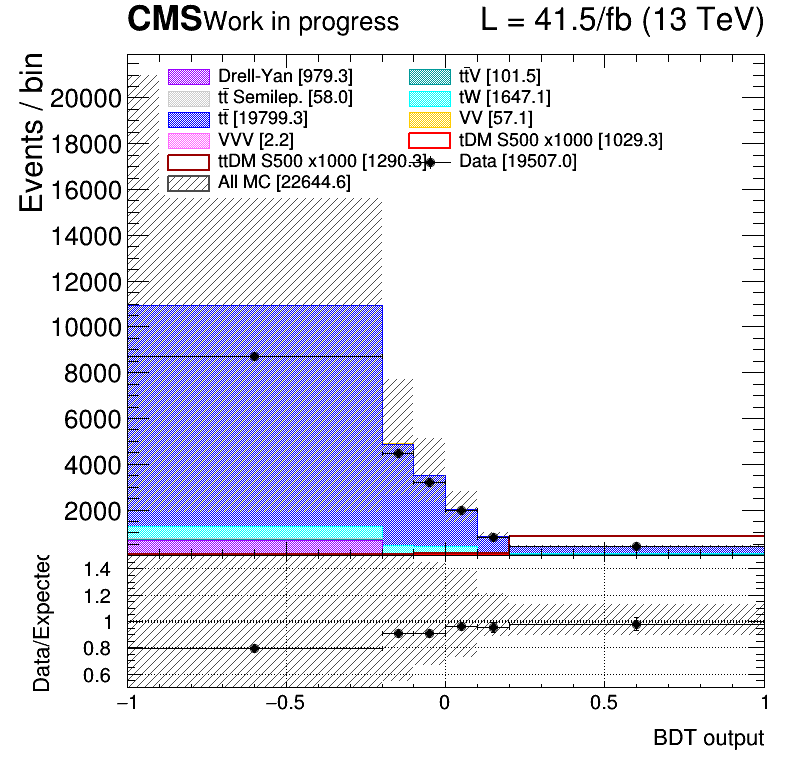 CMS Work in progress L = 41.5/fb (13 TeV)
Events / bin
Drell-Yan [979.3] tt̄V [101.5]
tt̄ Semilep. [58.0] tW [1647.1]
tt̄ [19799.3] VV [57.1]
VVV [2.2] tDM S500 x1000 [1029.3]
ttDM S500 x1000 [1290.3] Data [19507.0]
All MC [22644.6]
20000
18000
16000
14000
12000
10000
8000
6000
4000
2000
Data/Expected
1.4
1.2
1
0.8
0.6
−1 −0.5 0 0.5 1
BDT output